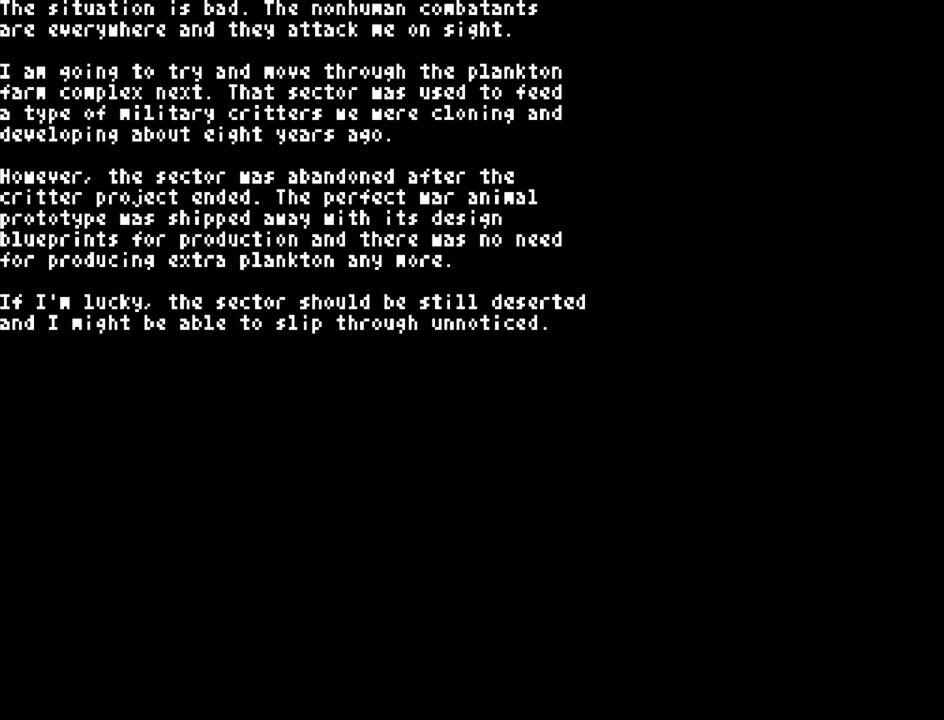 The situation is bad. The nonhuman combatants
are everywhere and they attack me on sight.
I am going to try and move through the plankton
farm complex next. That sector was used to feed
a type of military critters we were cloning and
developing about eight years ago.
However, the sector was abandoned after the
critter project ended. The perfect war animal
prototype was shipped away with its design
blueprints for production and there was no need
for producing extra plankton any more.
If I'm lucky, the sector should be still deserted
and I might be able to slip through unnoticed.